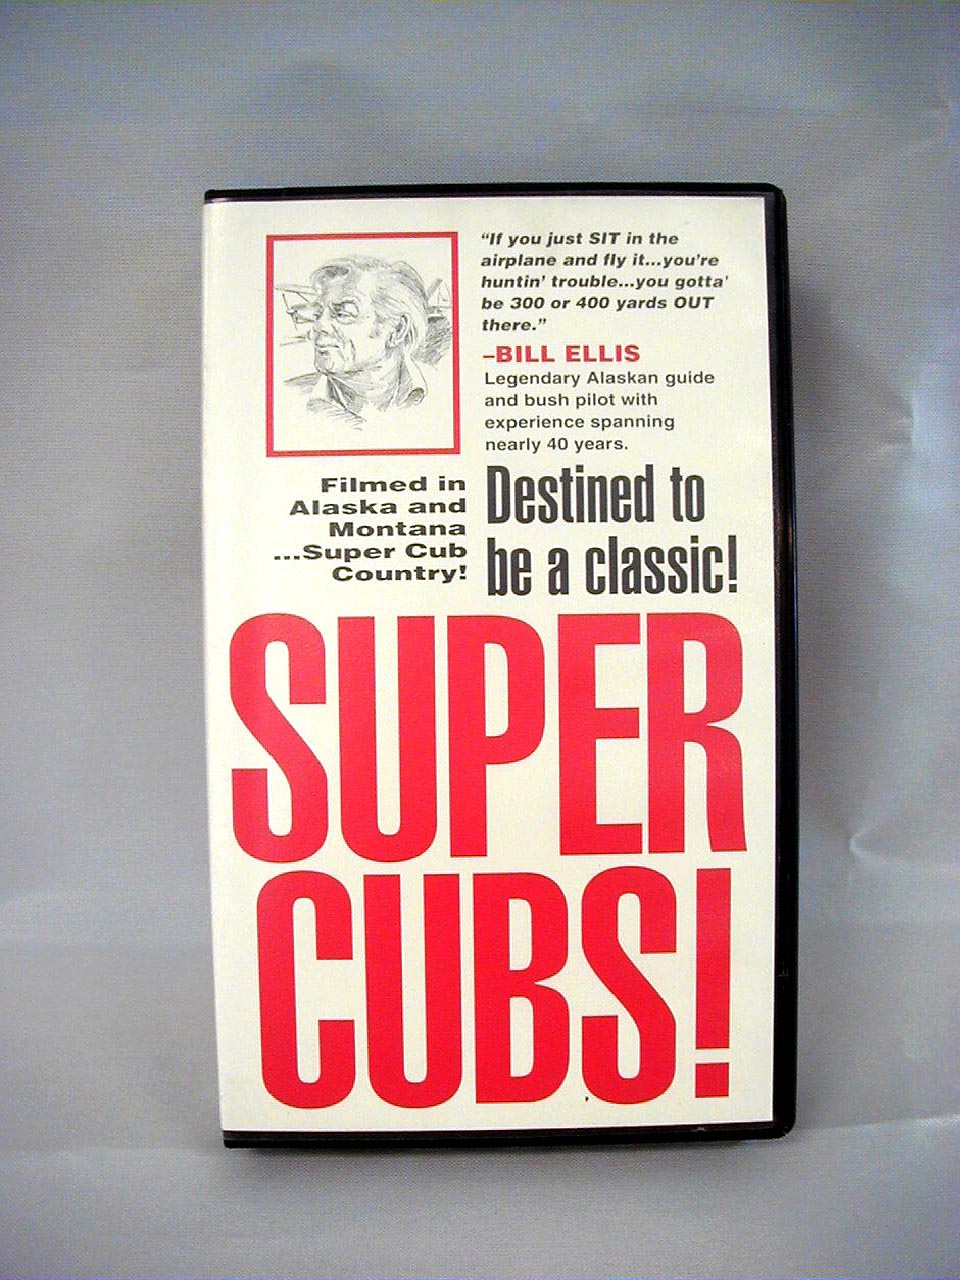 "If you just SIT in the
airplane and fly it...you're
huntin' trouble...you gotta'
be 300 or 400 yards OUT
there."
–BILL ELLIS
Legendary Alaskan guide
and bush pilot with
experience spanning
nearly 40 years.
Filmed in
Alaska and
Montana
...Super Cub
Country!
Destined to
be a classic!
SUPER
CUBS!